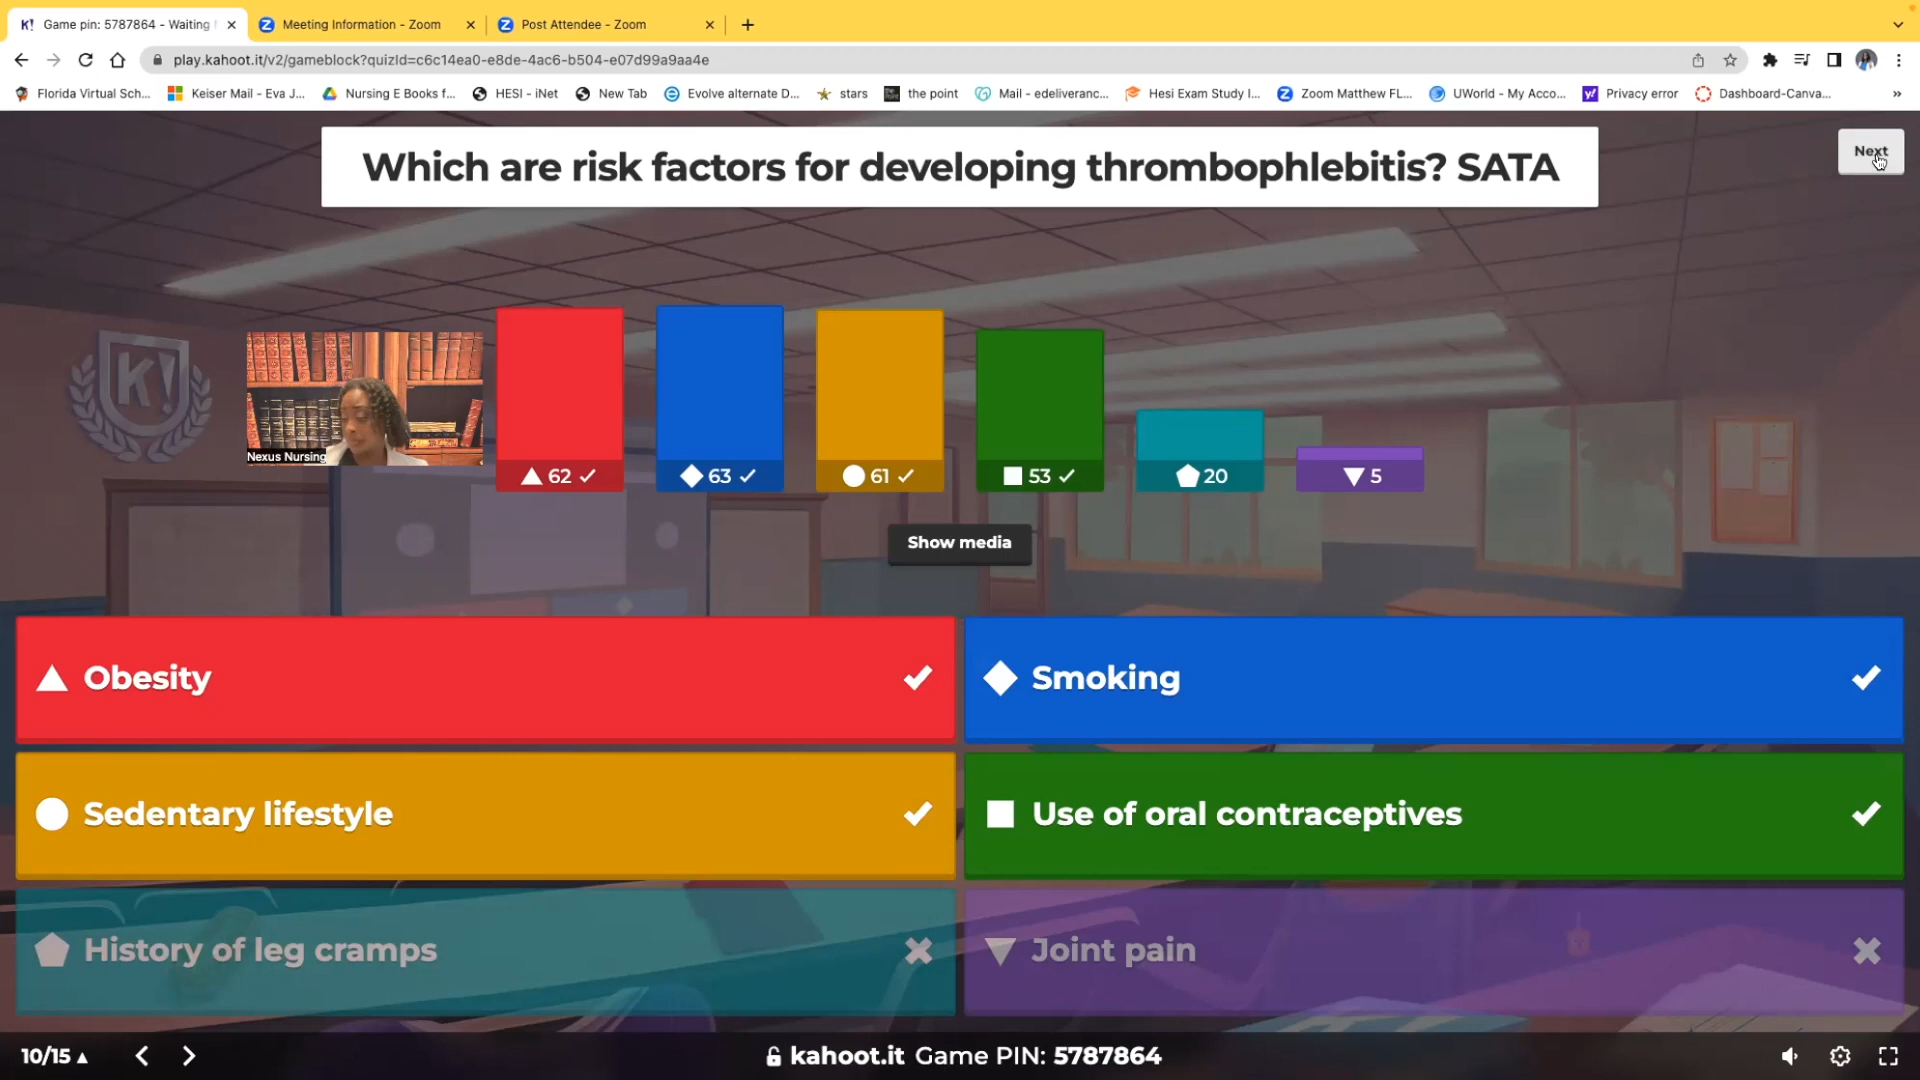 K! Game pin: 5787864 - Waiting
Meeting Information - Zoom
Post Attendee - Zoom
play.kahoot.it/v2/gameblock?quizId=c6c14ea0-e8de-4ac6-b504-e07d99a9aa4e
Florida Virtual Sch...
Keiser Mail - Eva J...
Nursing E Books f...
HESI - iNet
New Tab
Evolve alternate D...
stars
the point
Mail - edeliveranc...
Hesi Exam Study I...
Zoom Matthew FL...
UWorld - My Acco...
Privacy error
Dashboard-Canva...
Which are risk factors for developing thrombophlebitis? SATA
Next
K!
Nexus Nursing
62
63
61
53
20
5
Show media
Obesity
Smoking
Sedentary lifestyle
Use of oral contraceptives
History of leg cramps
Joint pain
10/15
kahoot.it Game PIN: 5787864